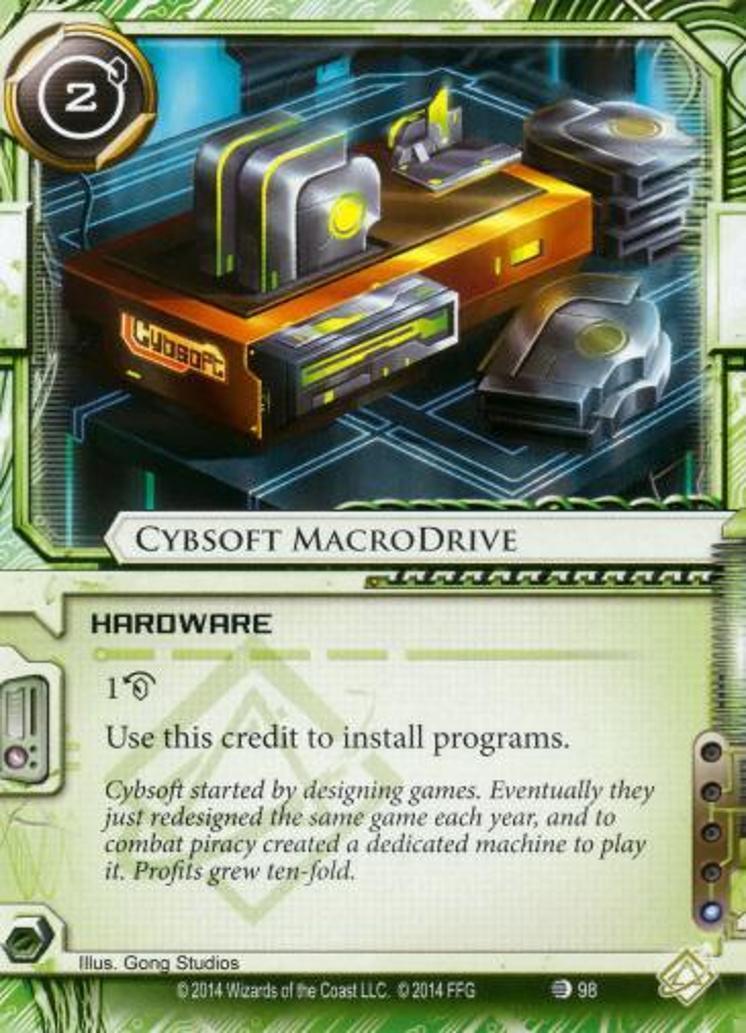 2
Cybsoft
CYBSOFT MACRODRIVE
HARDWARE
1
Use this credit to install programs.
Cybsoft started by designing games. Eventually they
just redesigned the same game each year, and to
combat piracy created a dedicated machine to play
it. Profits grew ten-fold.
Illus. Gong Studios
© 2014 Wizards of the Coast LLC. © 2014 FFG 98